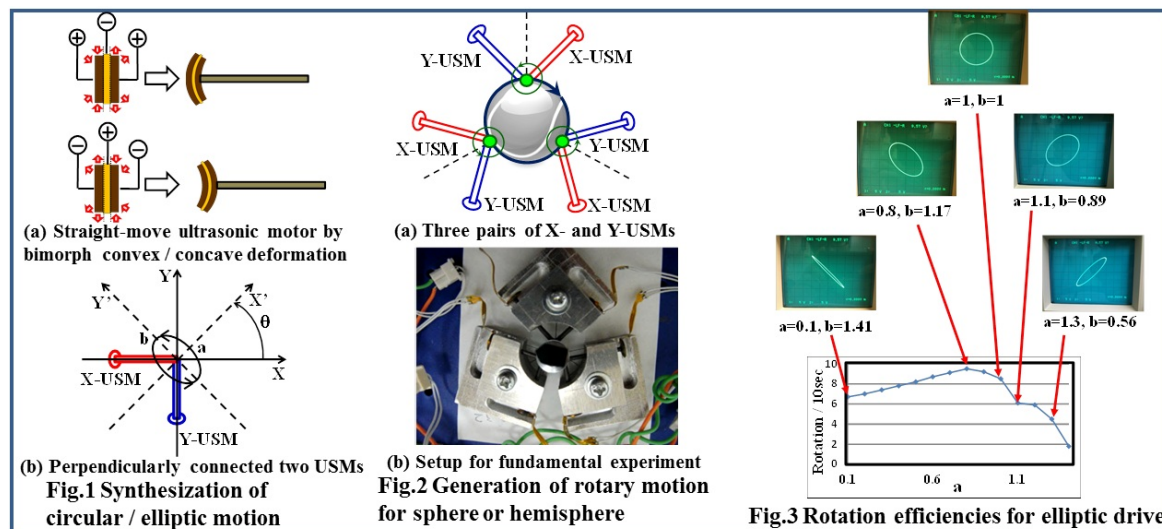 (a) Straight-move ultrasonic motor by
bimorph convex / concave deformation
Y
Y'
X'
θ
b
a
X
X-USM
Y-USM
(b) Perpendicularly connected two USMs
Fig.1 Synthesization of
circular / elliptic motion
Y-USM
X-USM
X-USM
Y-USM
Y-USM
X-USM
(a) Three pairs of X- and Y-USMs
(b) Setup for fundamental experiment
Fig.2 Generation of rotary motion
for sphere or hemisphere
a=1, b=1
a=0.8, b=1.17
a=1.1, b=0.89
a=0.1, b=1.41
a=1.3, b=0.56
Rotation / 10sec
10
8
6
4
2
0
0.1
0.6
1.1
a
Fig.3 Rotation efficiencies for elliptic drive